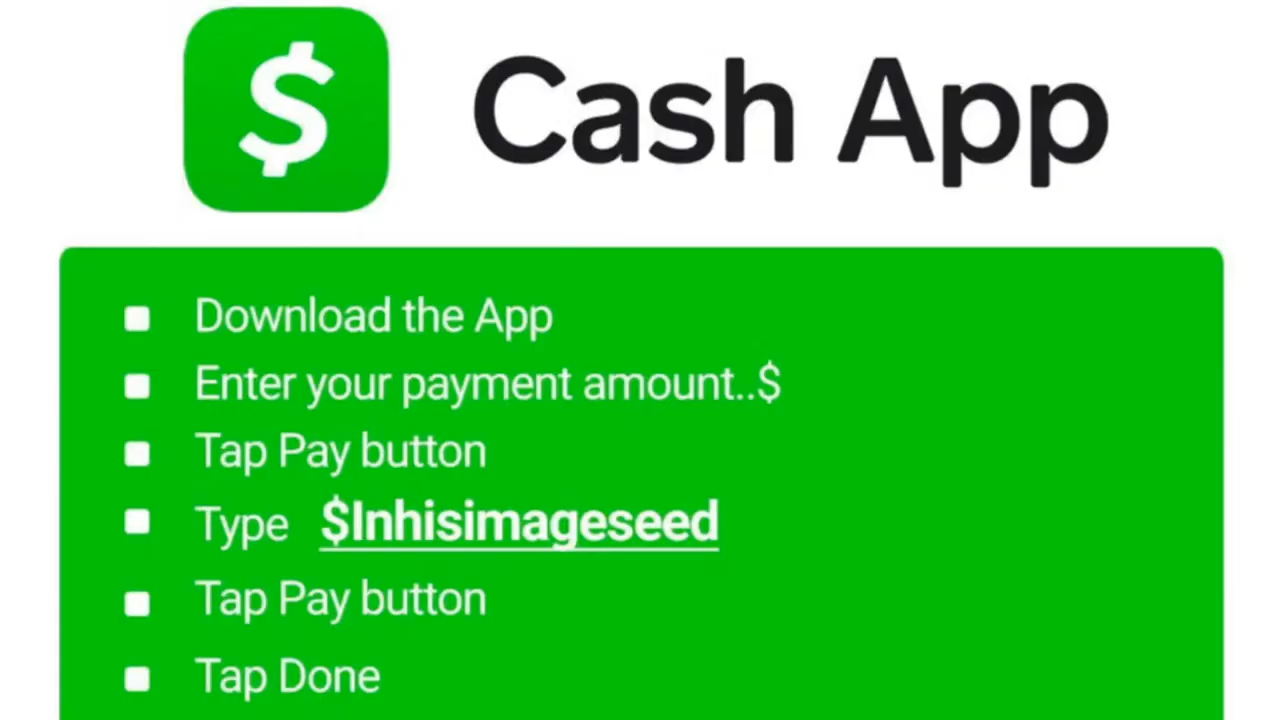 $ Cash App
Download the App
Enter your payment amount..$
Tap Pay button
Type $Inhisimageseed
Tap Pay button
Tap Done